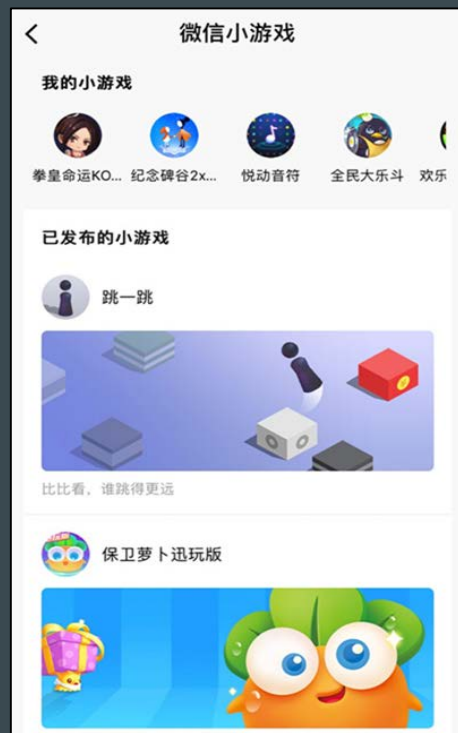 微信小游戏
我的小游戏
拳皇命运KO... 纪念碑谷2x... 悦动音符 全民大乐斗 欢乐
已发布的小游戏
跳一跳
比比看，谁跳得更远
保卫萝卜迅玩版